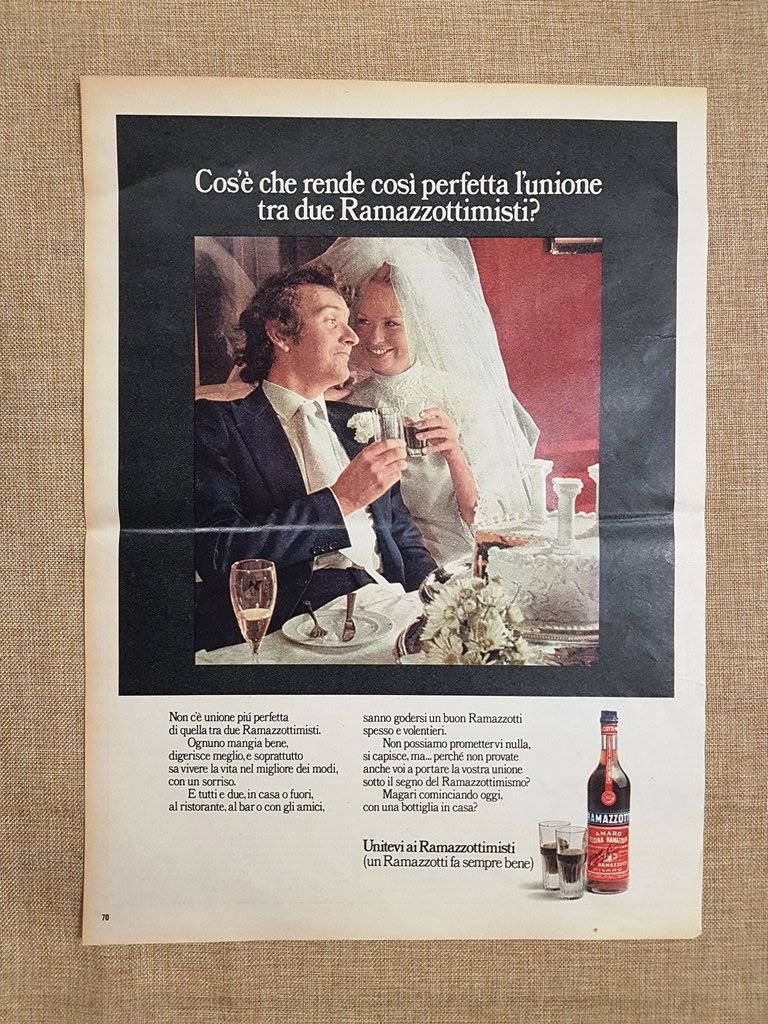 Cos'è che rende così perfetta l'unione
tra due Ramazzottimisti?
Non c'è unione piú perfetta
di quella tra due Ramazzottimisti.
Ognuno mangia bene,
digerisce meglio, e soprattutto
sa vivere la vita nel migliore dei modi,
con un sorriso.
E tutti e due, in casa o fuori,
al ristorante, al bar o con gli amici,
sanno godersi un buon Ramazzotti
spesso e volentieri.
Non possiamo promettervi nulla,
si capisce, ma... perché non provate
anche voi a portare la vostra unione
sotto il segno del Ramazzottimismo?
Magari cominciando oggi,
con una bottiglia in casa?
Unitevi ai Ramazzottimisti
(un Ramazzotti fa sempre bene)
RAMAZZOTTI
AMARO
RAMAZZOTTI
MILANO
70